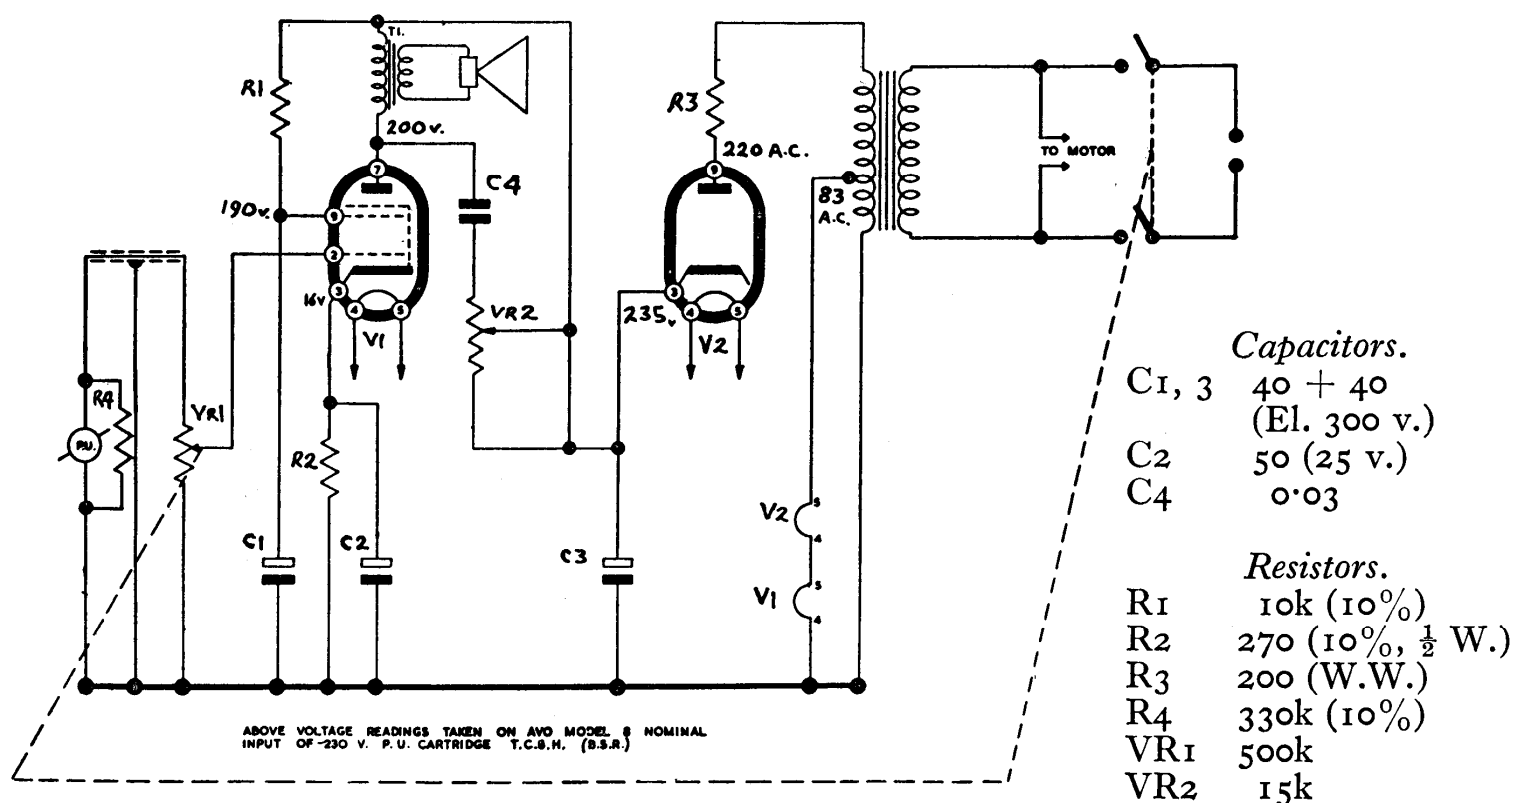 T1.
R1
R3
200v.
220 A.C.
TO MOTOR
7
C4
9
83
A.C.
190v.
9
2
3
16v
4
5
V1
VR2
3
235v
4
5
V2
R4
VR1
P.U.
R2
5
V2
4
C1
C2
C3
5
V1
4
ABOVE VOLTAGE READINGS TAKEN ON AVO MODEL 8 NOMINAL
INPUT OF -230 V. P.U. CARTRIDGE T.C.8.H. (B.S.R.)
Capacitors.
C1, 3 40 + 40
(El. 300 v.)
C2 50 (25 v.)
C4 0·03
Resistors.
R1 10k (10%)
R2 270 (10%, ½ W.)
R3 200 (W.W.)
R4 330k (10%)
VR1 500k
VR2 15k